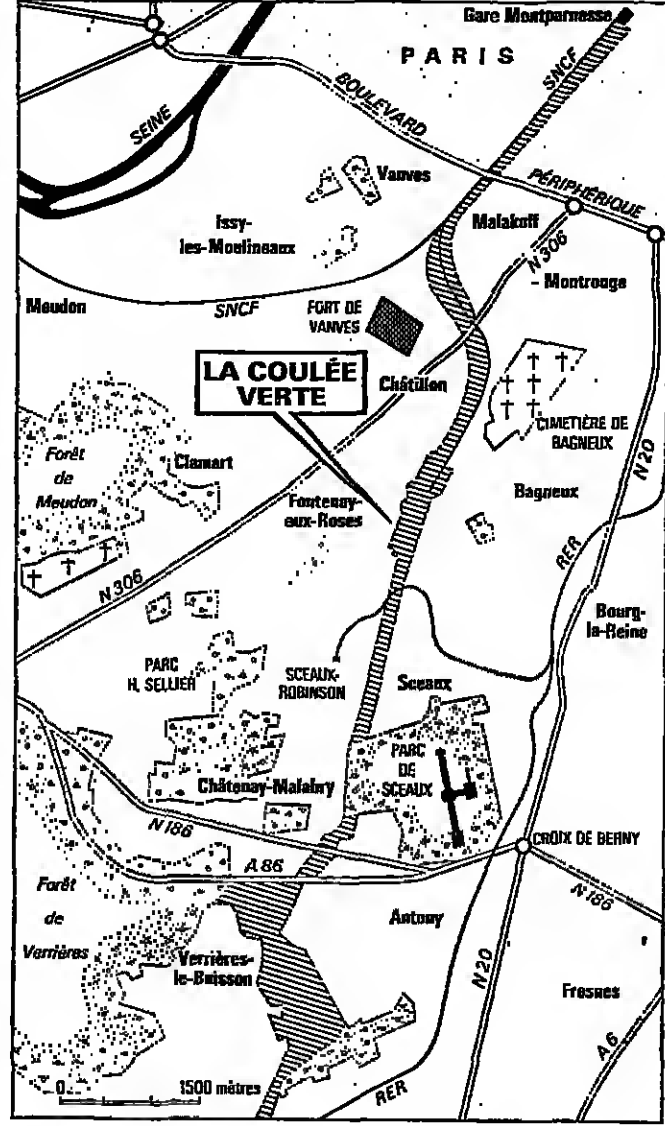 Gare Montparnasse
PARIS
SNCF
BOULEVARD
PÉRIPHÉRIQUE
SEINE
Vanves
Issy-
les-Moulineaux
Malakoff
N 306
Montrouge
Meudon
SNCF
FORT DE
VANVES
LA COULÉE
VERTE
Châtillon
CIMETIÈRE DE
BAGNEUX
N 20
Forêt
de
Meudon
Clamart
Fontenay-
aux-Roses
Bagneux
RER
N 306
Bourg-
la-Reine
PARC
H. SELLIER
SCEAUX-
ROBINSON
Sceaux
PARC
DE
SCEAUX
Châtenay-Malabry
N 186
A 86
CROIX DE BERNY
N 186
Forêt
de
Verrières
Antony
Verrières-
le-Buisson
N 20
Fresnes
A 6
0 1500 mètres
RER